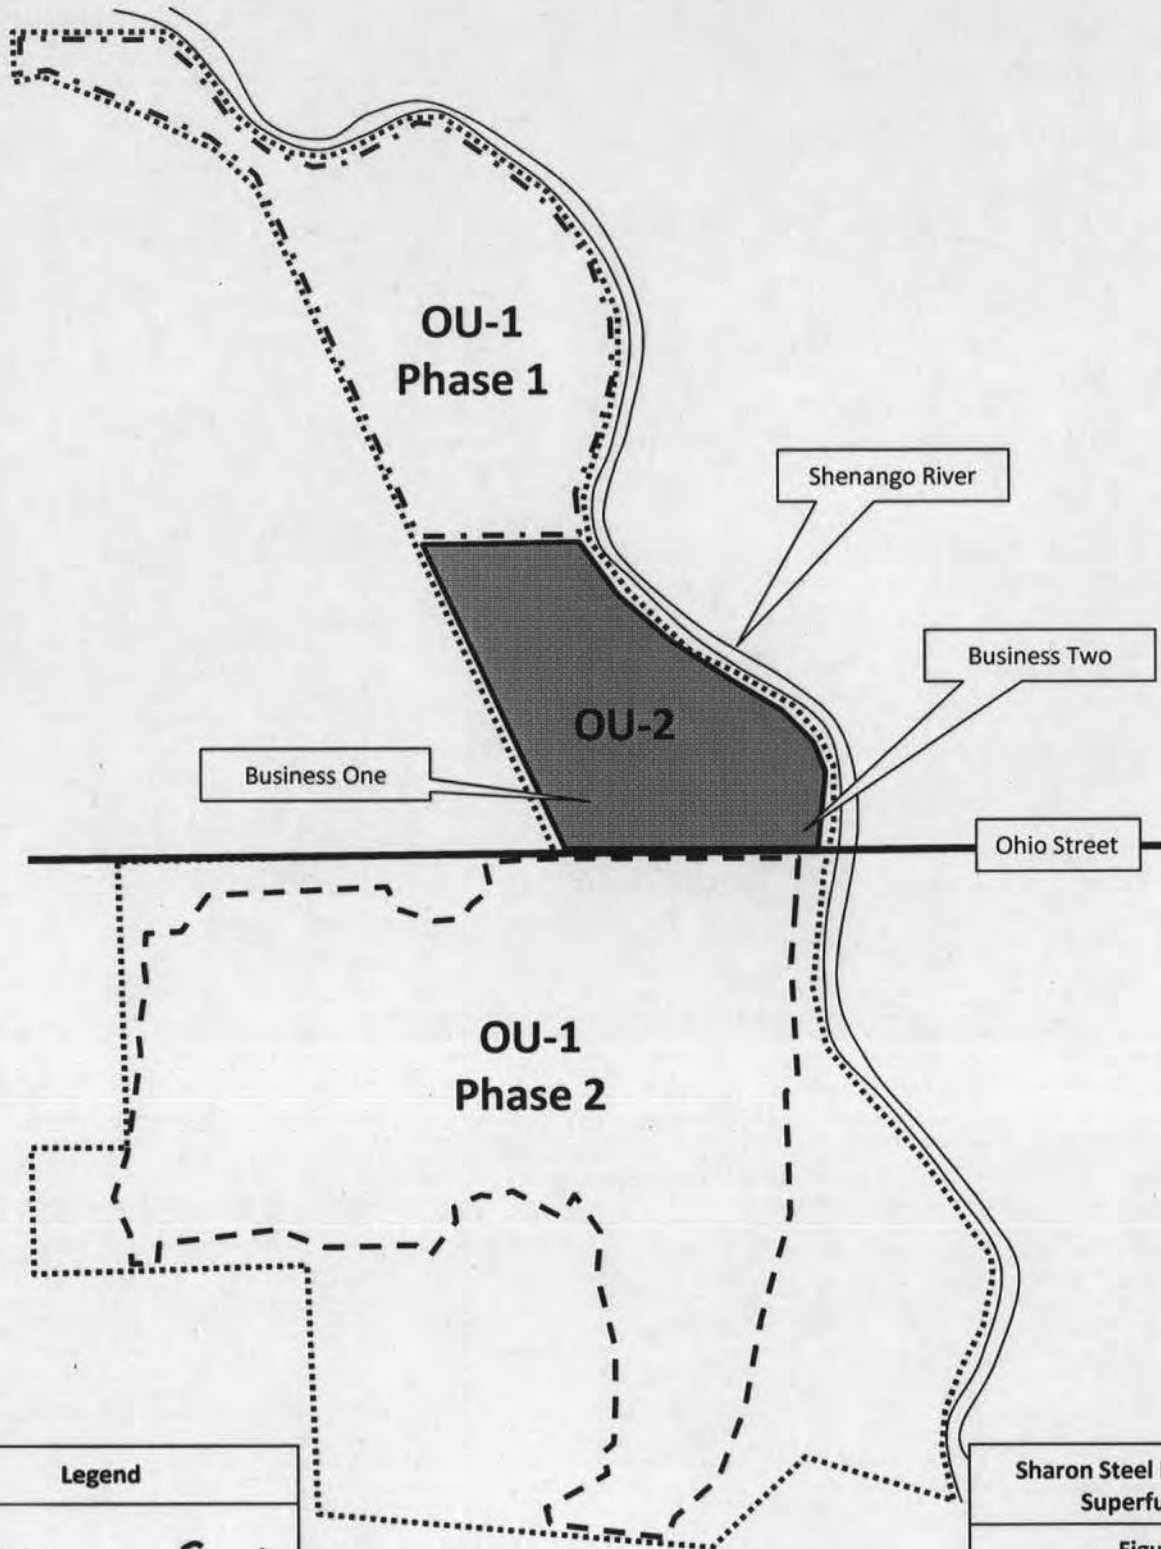 OU-1
Phase 1
Shenango River
Business Two
OU-2
Business One
Ohio Street
OU-1
Phase 2
Legend
Sharon Steel